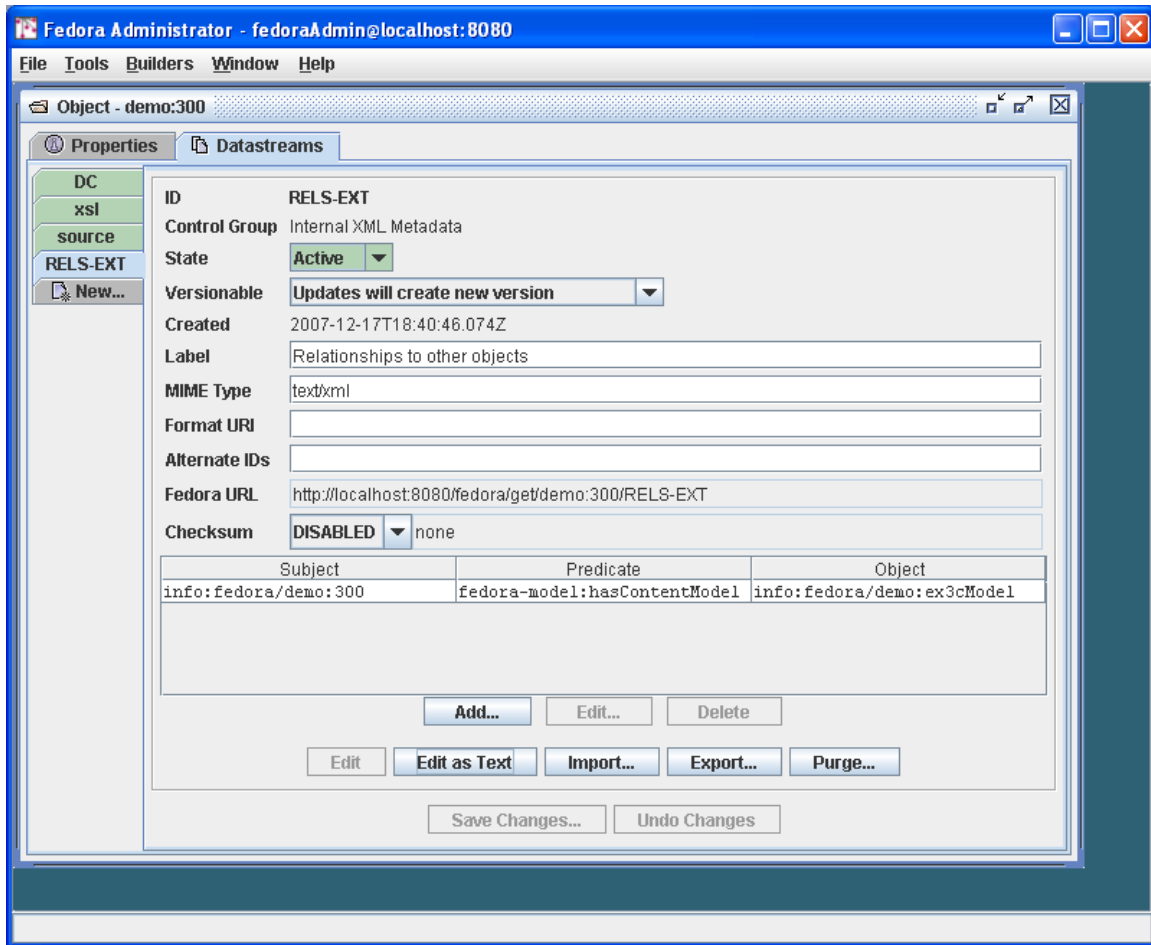 Fedora Administrator - fedoraAdmin@localhost:8080
File Tools Builders Window Help
Object - demo:300
Properties Datastreams
DC
xsl
source
RELS-EXT
New...
ID RELS-EXT
Control Group Internal XML Metadata
State Active
Versionable Updates will create new version
Created 2007-12-17T18:40:46.074Z
Label Relationships to other objects
MIME Type text/xml
Format URI
Alternate IDs
Fedora URL http://localhost:8080/fedora/get/demo:300/RELS-EXT
Checksum DISABLED none
Subject Predicate Object
info:fedora/demo:300 fedora-model:hasContentModel info:fedora/demo:ex3cModel
Add... Edit... Delete
Edit Edit as Text Import... Export... Purge...
Save Changes... Undo Changes